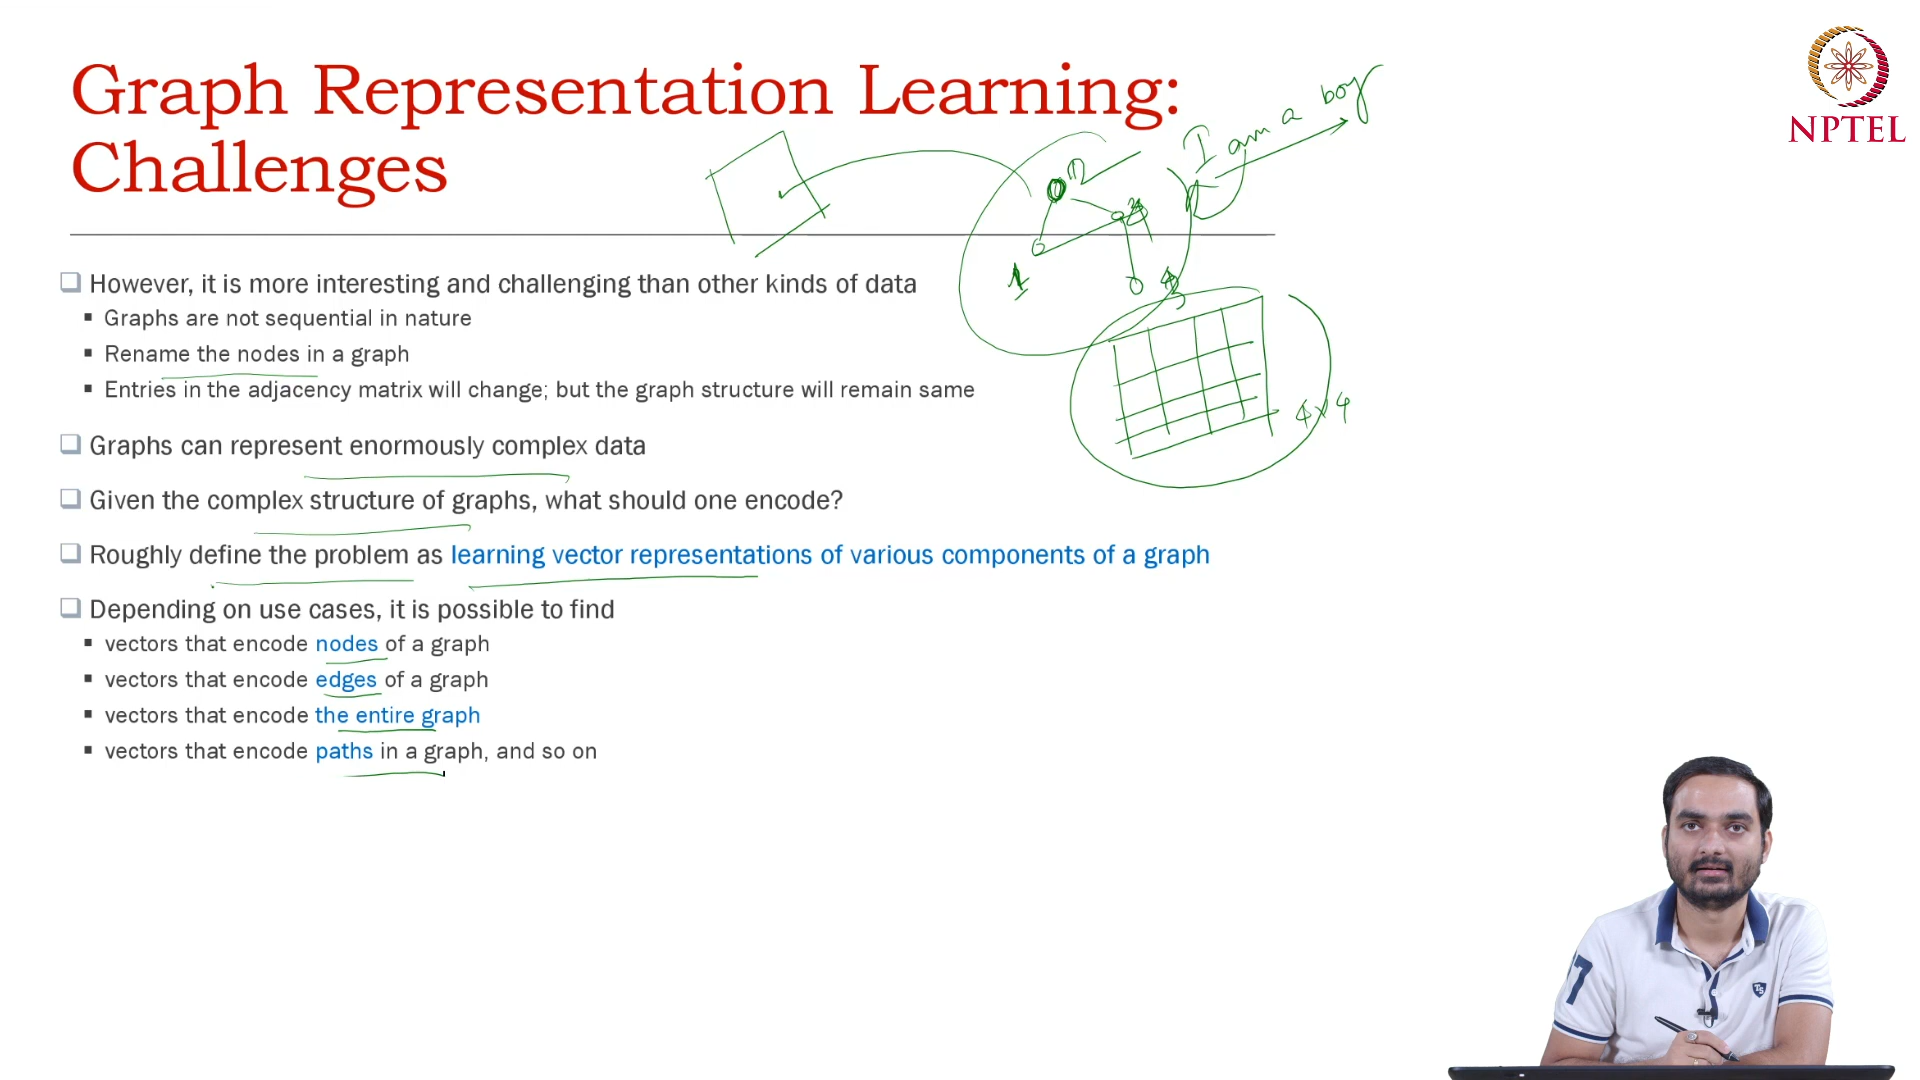 Graph Representation Learning:
Challenges
NPTEL
I am a boy
However, it is more interesting and challenging than other kinds of data
Graphs are not sequential in nature
Rename the nodes in a graph
Entries in the adjacency matrix will change; but the graph structure will remain same
4x4
Graphs can represent enormously complex data
Given the complex structure of graphs, what should one encode?
Roughly define the problem as learning vector representations of various components of a graph
Depending on use cases, it is possible to find
vectors that encode nodes of a graph
vectors that encode edges of a graph
vectors that encode the entire graph
vectors that encode paths in a graph, and so on